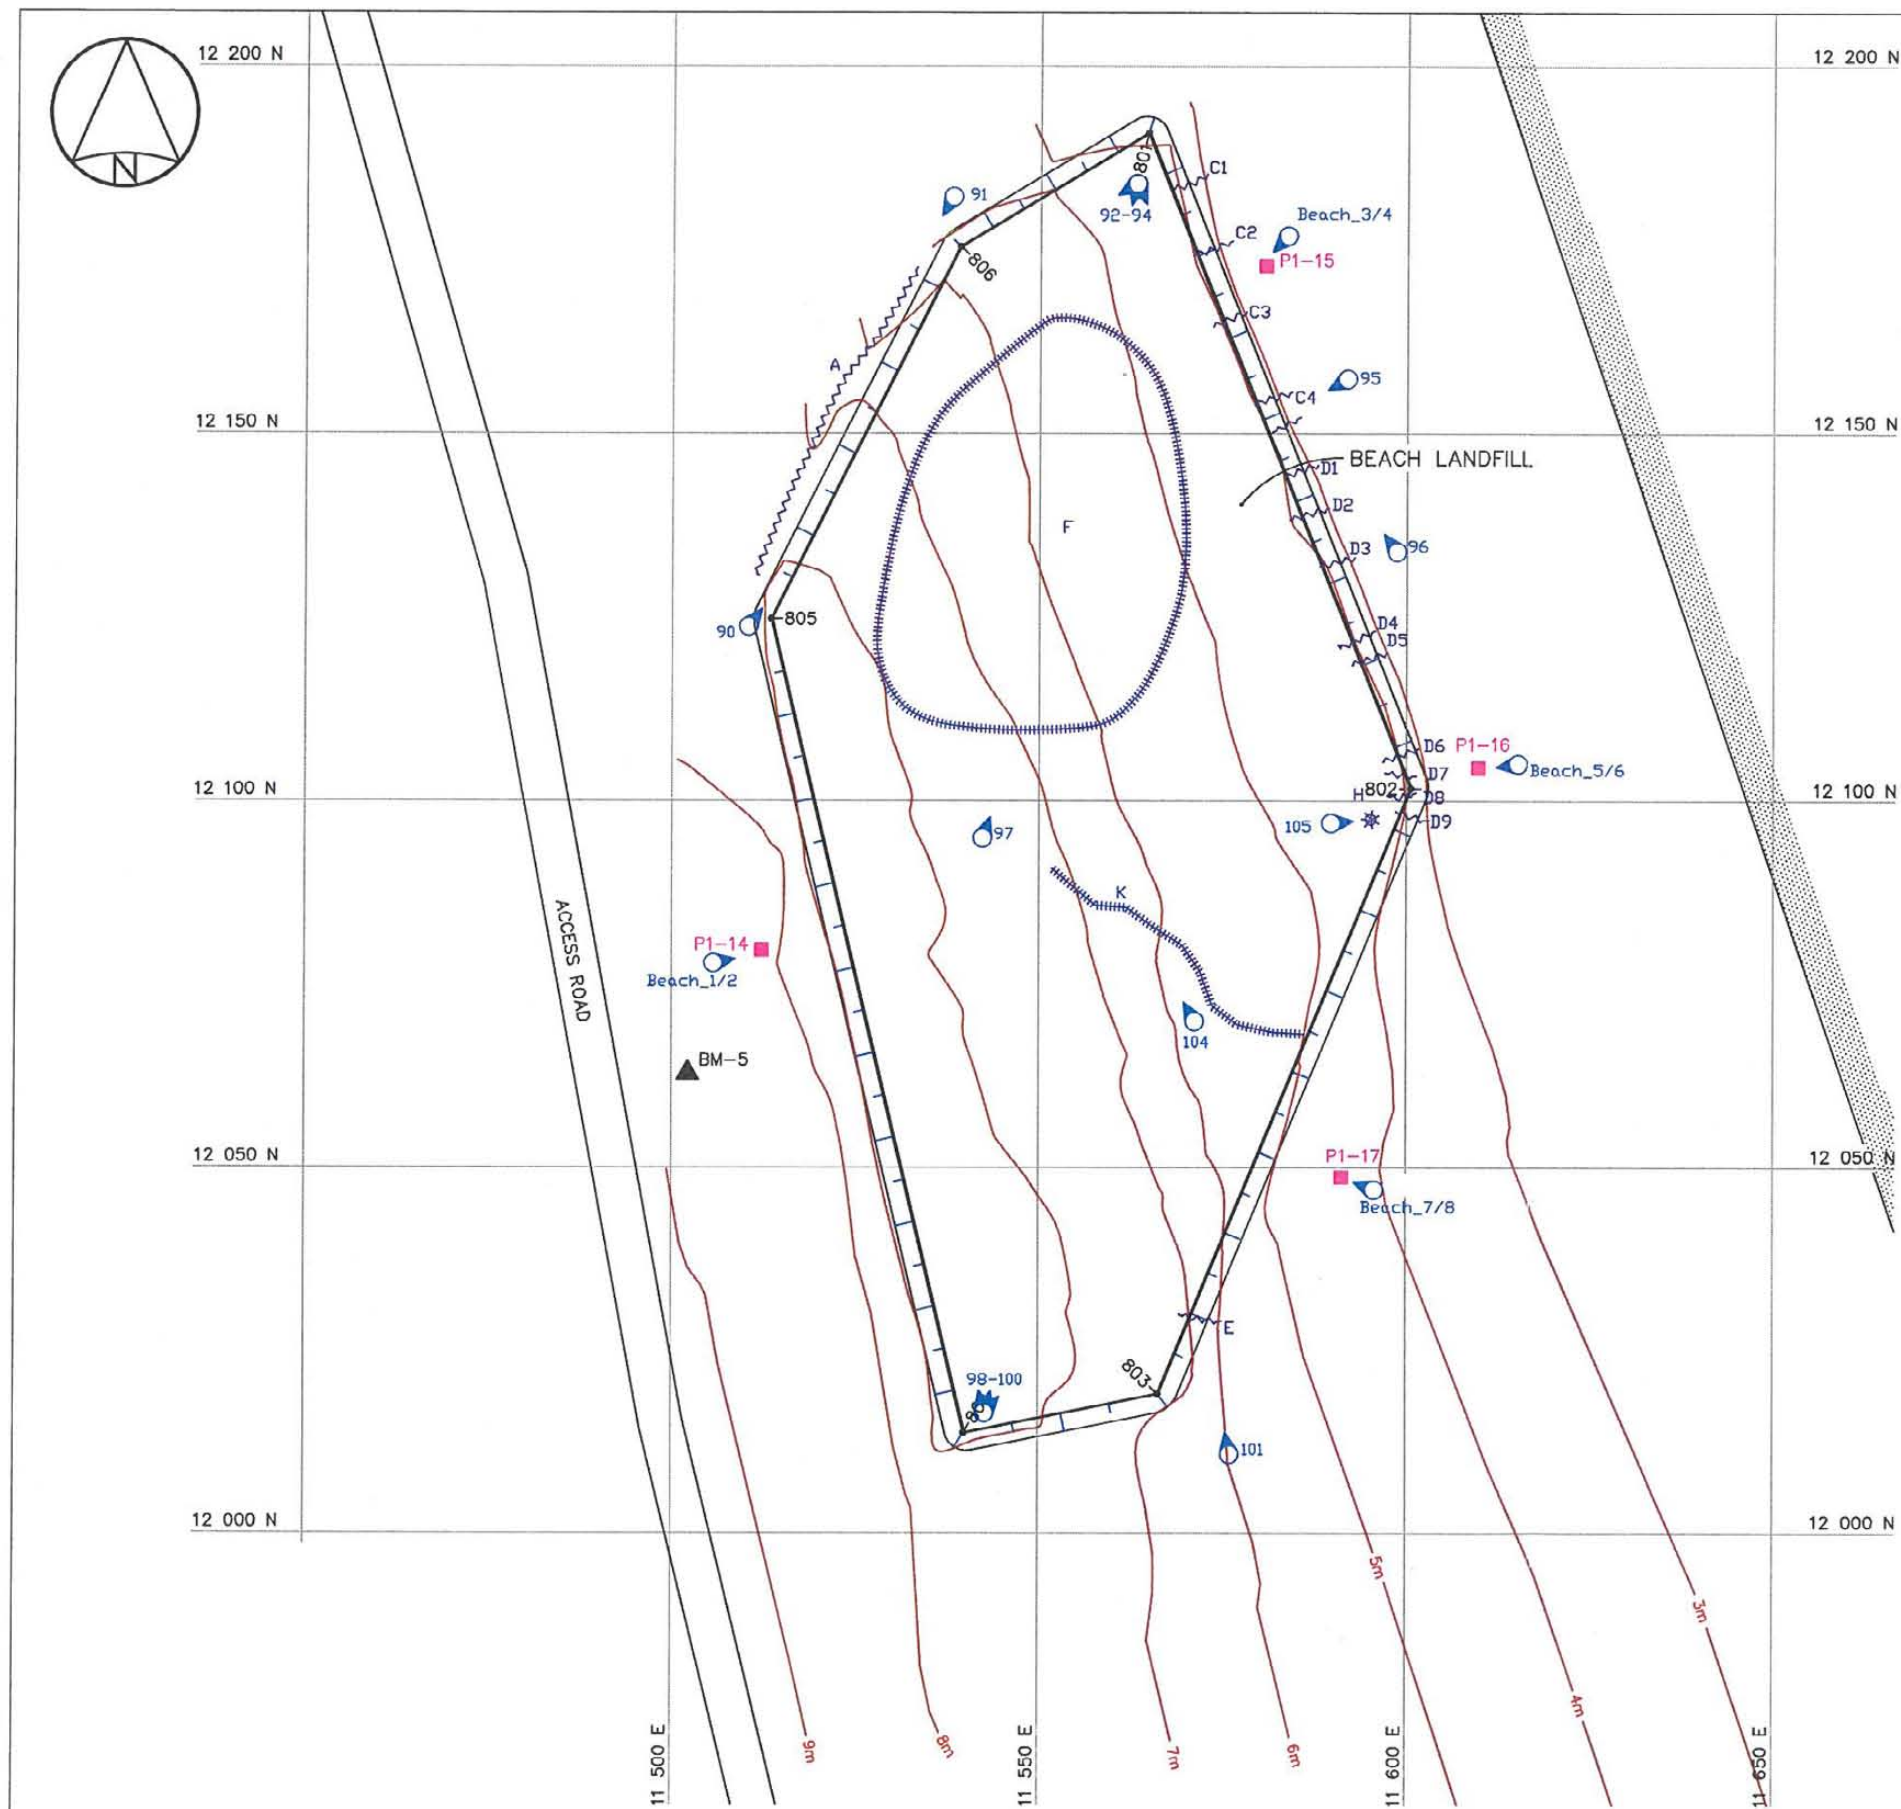 12 200 N
12 200 N
N
801
C1
91
92-94
Beach_3/4
C2
P1-15
806
C3
A
95
C4
12 150 N
12 150 N
BEACH LANDFILL
D1
D2
F
D3
96
805
90
D4
D5
D6
P1-16
D7
Beach_5/6
H
802
D8
12 100 N
12 100 N
D9
105
97
K
ACCESS ROAD
P1-14
Beach_1/2
104
BM-5
12 050 N
12 050 N
P1-17
Beach_7/8
E
803
98-100
101
12 000 N
12 000 N
5m
3m
4m
9m
8m
7m
6m
11 500 E
11 550 E
11 600 E
11 650 E